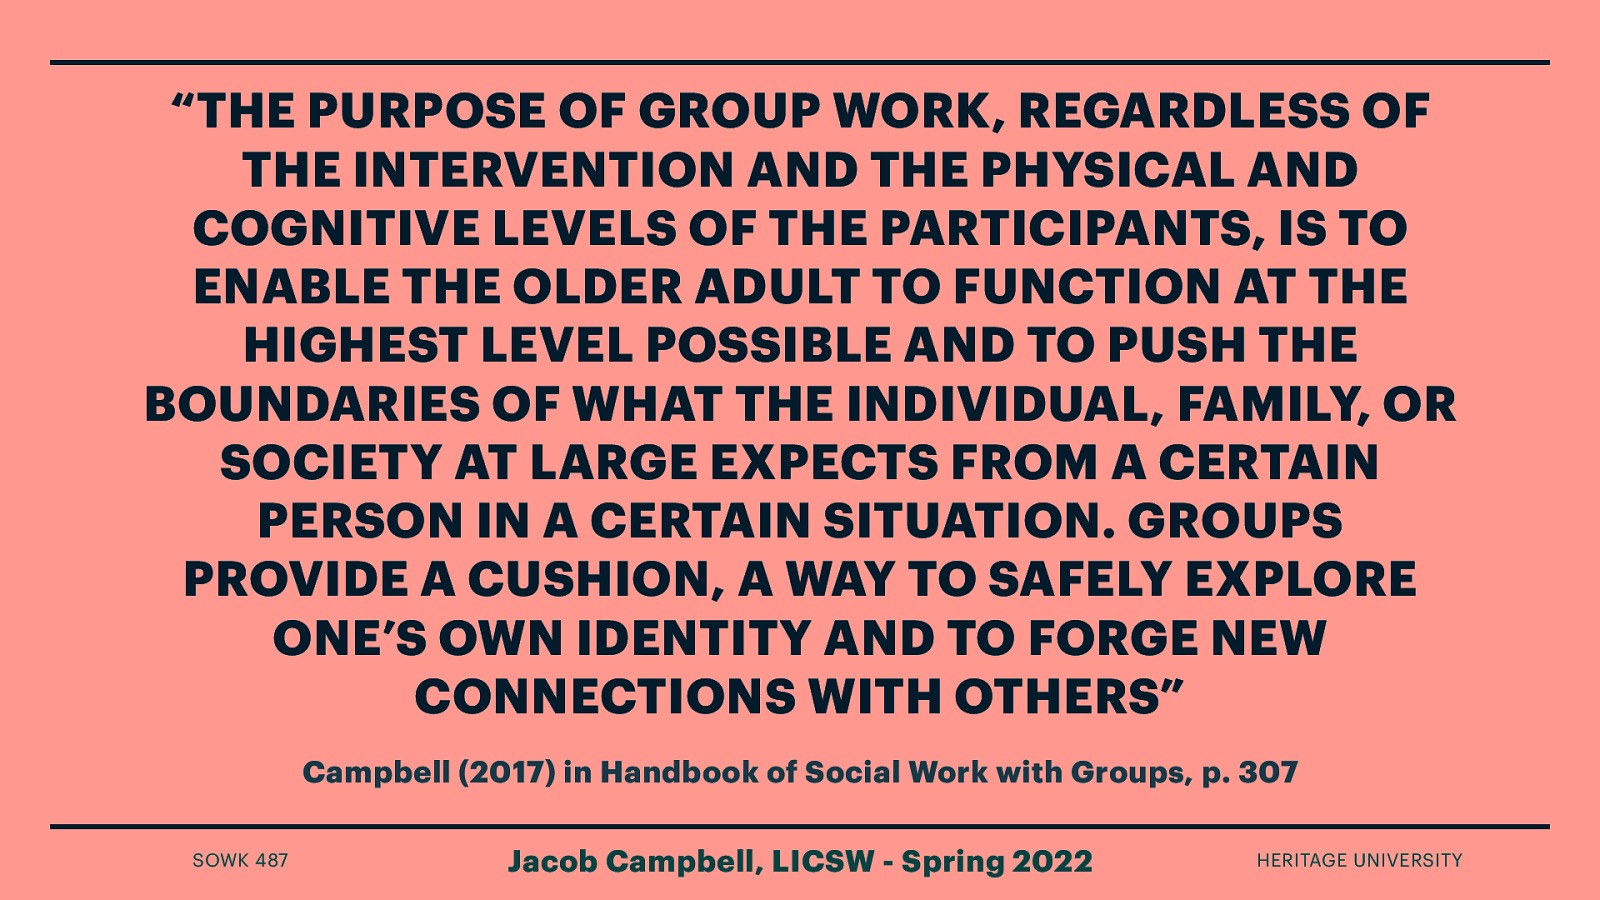 “THE PURPOSE OF GROUP WORK, REGARDLESS OF
THE INTERVENTION AND THE PHYSICAL AND
COGNITIVE LEVELS OF THE PARTICIPANTS, IS TO
ENABLE THE OLDER ADULT TO FUNCTION AT THE
HIGHEST LEVEL POSSIBLE AND TO PUSH THE
BOUNDARIES OF WHAT THE INDIVIDUAL, FAMILY, OR
SOCIETY AT LARGE EXPECTS FROM A CERTAIN
PERSON IN A CERTAIN SITUATION. GROUPS
PROVIDE A CUSHION, A WAY TO SAFELY EXPLORE
ONE’S OWN IDENTITY AND TO FORGE NEW
CONNECTIONS WITH OTHERS”
Campbell (2017) in Handbook of Social Work with Groups, p. 307
SOWK 487
Jacob Campbell, LICSW - Spring 2022
HERITAGE UNIVERSITY